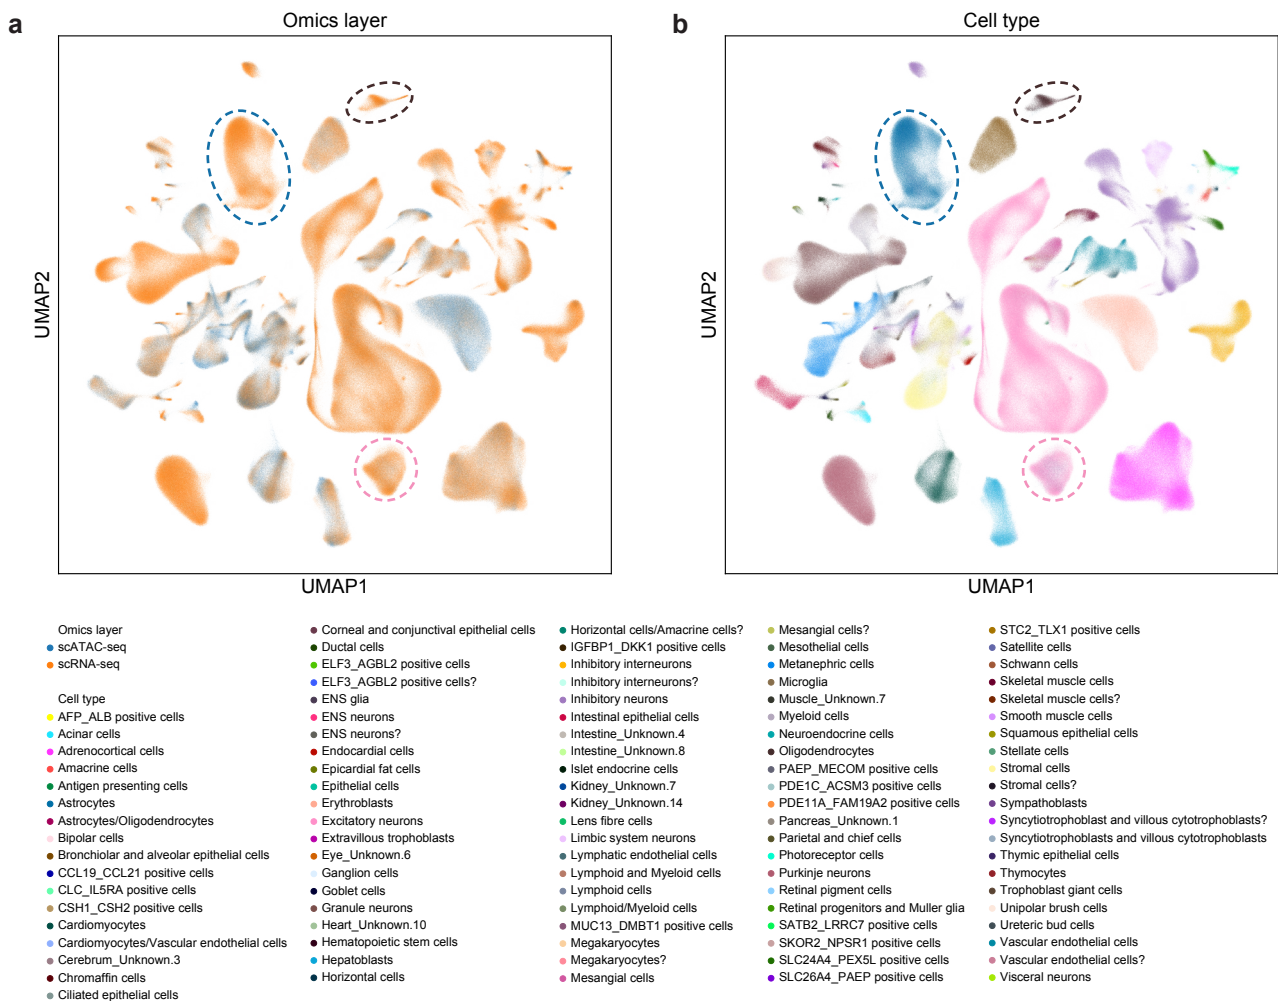 a
Omics layer
b
Cell type
UMAP2
UMAP1
UMAP2
UMAP1
Omics layer
scATAC-seq
scRNA-seq
Cell type
AFP_ALB positive cells
Acinar cells
Adrenocortical cells
Amacrine cells
Antigen presenting cells
Astrocytes
Astrocytes/Oligodendrocytes
Bipolar cells
Bronchiolar and alveolar epithelial cells
CCL19_CCL21 positive cells
CLC_IL5RA positive cells
CSH1_CSH2 positive cells
Cardiomyocytes
Cardiomyocytes/Vascular endothelial cells
Cerebrum_Unknown.3
Chromaffin cells
Ciliated epithelial cells
Corneal and conjunctival epithelial cells
Ductal cells
ELF3_AGBL2 positive cells
ELF3_AGBL2 positive cells?
ENS glia
ENS neurons
ENS neurons?
Endocardial cells
Epicardial fat cells
Epithelial cells
Erythroblasts
Excitatory neurons
Extravillous trophoblasts
Eye_Unknown.6
Ganglion cells
Goblet cells
Granule neurons
Heart_Unknown.10
Hematopoietic stem cells
Hepatoblasts
Horizontal cells
Horizontal cells/Amacrine cells?
IGFBP1_DKK1 positive cells
Inhibitory interneurons
Inhibitory interneurons?
Inhibitory neurons
Intestinal epithelial cells
Intestine_Unknown.4
Intestine_Unknown.8
Islet endocrine cells
Kidney_Unknown.7
Kidney_Unknown.14
Lens fibre cells
Limbic system neurons
Lymphatic endothelial cells
Lymphoid and Myeloid cells
Lymphoid cells
Lymphoid/Myeloid cells
MUC13_DMBT1 positive cells
Megakaryocytes
Megakaryocytes?
Mesangial cells
Mesangial cells?
Mesothelial cells
Metanephric cells
Microglia
Muscle_Unknown.7
Myeloid cells
Neuroendocrine cells
Oligodendrocytes
PAEP_MECOM positive cells
PDE1C_ACSM3 positive cells
PDE11A_FAM19A2 positive cells
Pancreas_Unknown.1
Parietal and chief cells
Photoreceptor cells
Purkinje neurons
Retinal pigment cells
Retinal progenitors and Muller glia
SATB2_LRRC7 positive cells
SKOR2_NPSR1 positive cells
SLC24A4_PEX5L positive cells
SLC26A4_PAEP positive cells
STC2_TLX1 positive cells
Satellite cells
Schwann cells
Skeletal muscle cells
Skeletal muscle cells?
Smooth muscle cells
Squamous epithelial cells
Stellate cells
Stromal cells
Stromal cells?
Sympathoblasts
Syncytiotrophoblast and villous cytotrophoblasts?
Syncytiotrophoblasts and villous cytotrophoblasts
Thymic epithelial cells
Thymocytes
Trophoblast giant cells
Unipolar brush cells
Ureteric bud cells
Vascular endothelial cells
Vascular endothelial cells?
Visceral neurons